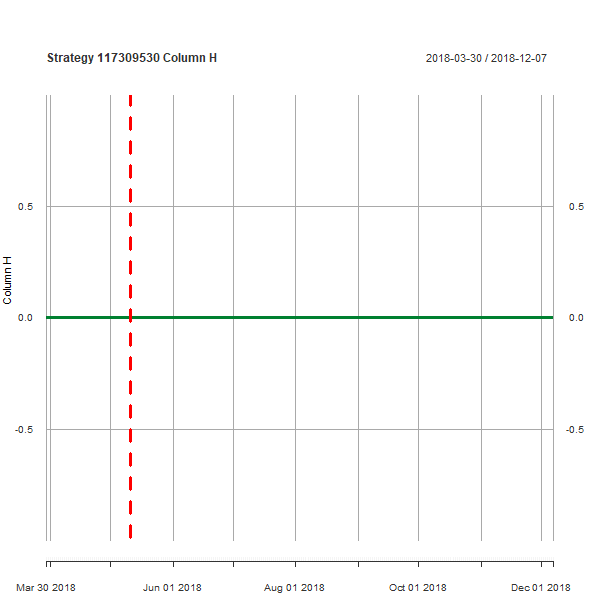 Strategy 117309530 Column H
2018-03-30 / 2018-12-07
0.5
0.5
Column H
0.0
0.0
-0.5
-0.5
Mar 30 2018
Jun 01 2018
Aug 01 2018
Oct 01 2018
Dec 01 2018